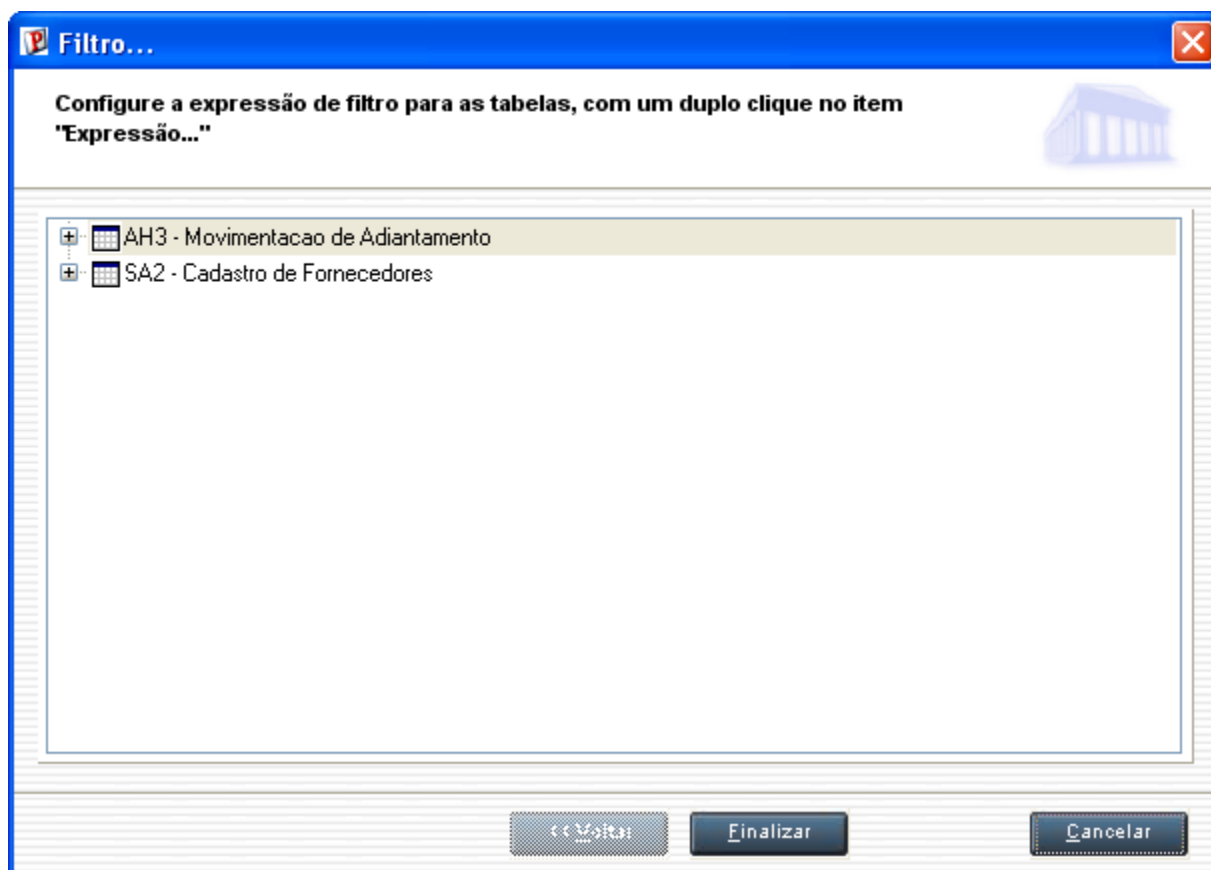 Filtro...
Configure a expressão de filtro para as tabelas, com um duplo clique no item
"Expressão..."
AH3 - Movimentacao de Adiantamento
SA2 - Cadastro de Fornecedores
<< Voltar Finalizar Cancelar